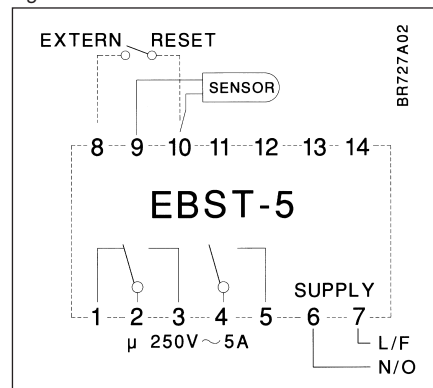 EXTERN RESET
BR727A02
SENSOR
8 9 10 11 12 13 14
EBST-5
SUPPLY
1 2 3 4 5 6 7
µ 250V~5A
L/F
N/O